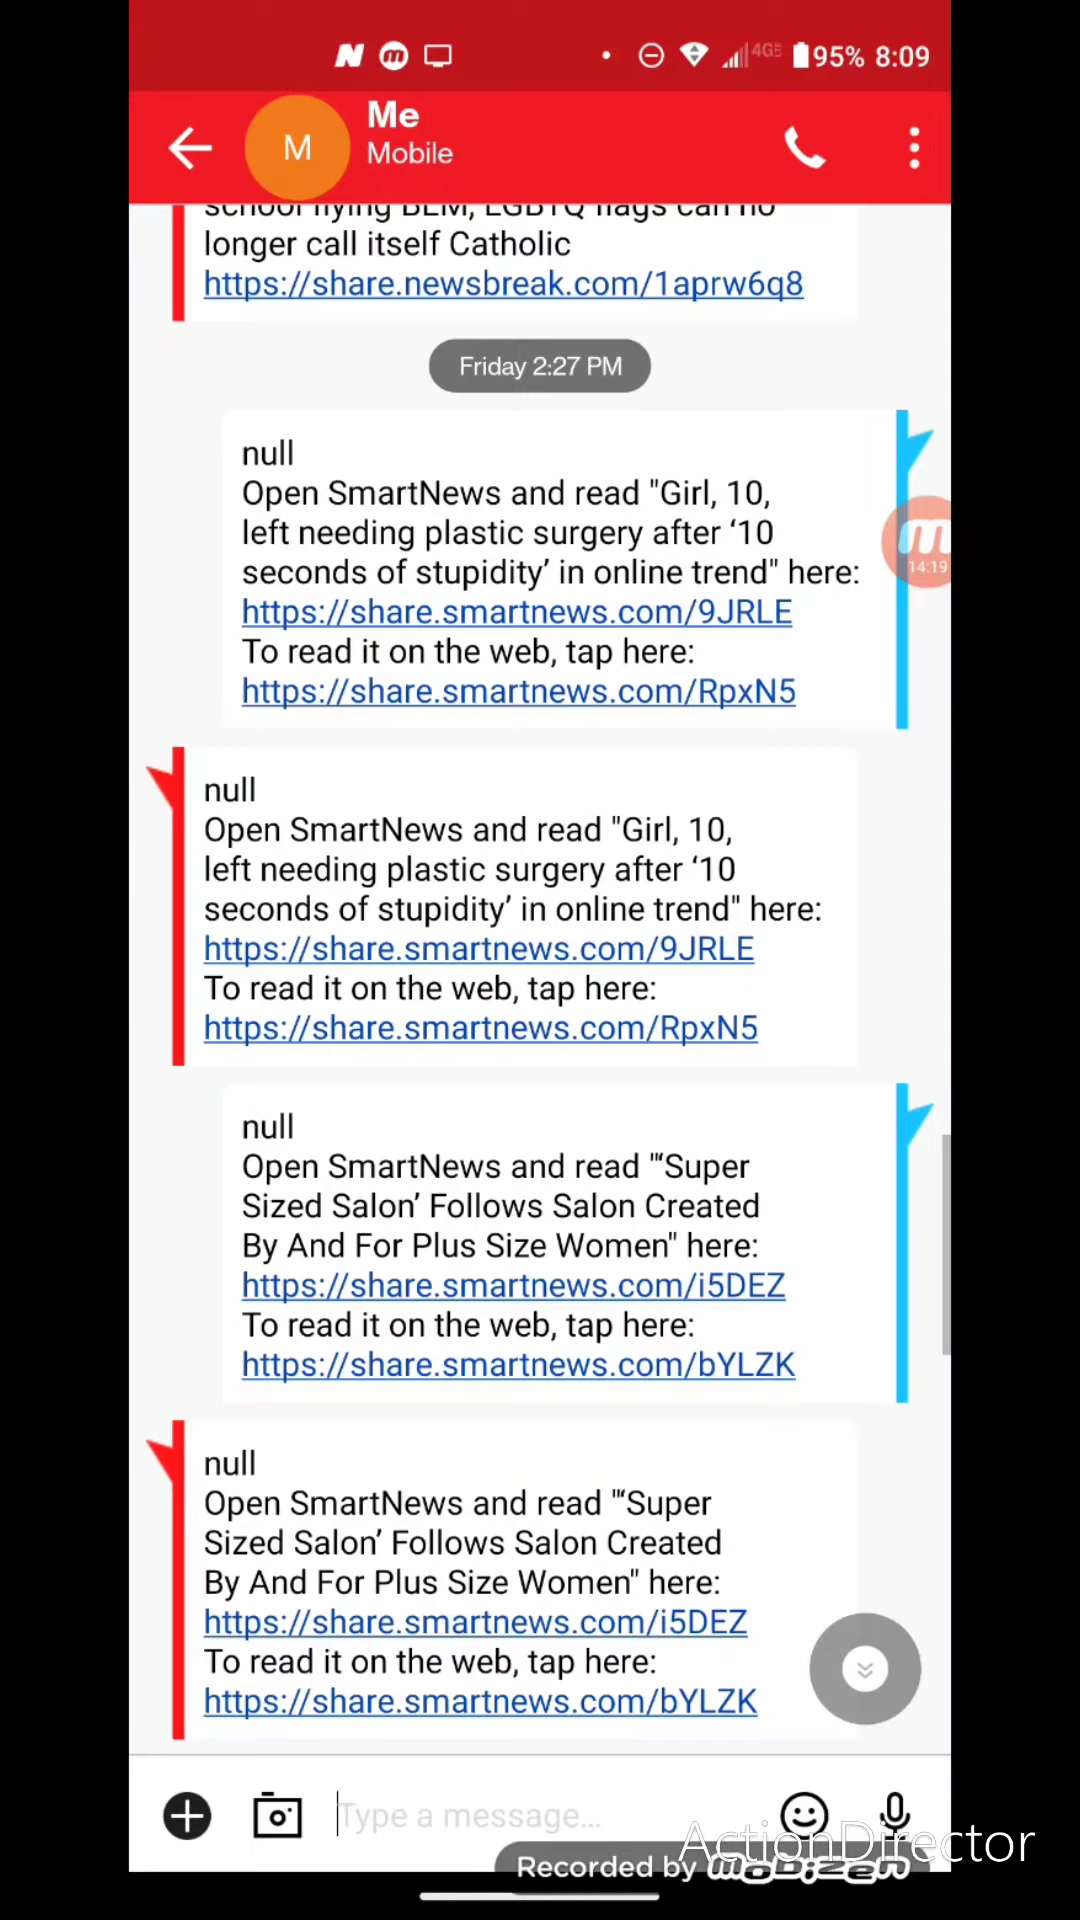 95% 8:09
M
Me
Mobile
school flying BLM, LGBTQ flags can no
longer call itself Catholic
https://share.newsbreak.com/1aprw6q8
Friday 2:27 PM
null
Open SmartNews and read "Girl, 10,
left needing plastic surgery after ‘10
seconds of stupidity’ in online trend" here:
https://share.smartnews.com/9JRLE
To read it on the web, tap here:
https://share.smartnews.com/RpxN5
14:19
null
Open SmartNews and read "Girl, 10,
left needing plastic surgery after ‘10
seconds of stupidity’ in online trend" here:
https://share.smartnews.com/9JRLE
To read it on the web, tap here:
https://share.smartnews.com/RpxN5
null
Open SmartNews and read "‘Super
Sized Salon’ Follows Salon Created
By And For Plus Size Women" here:
https://share.smartnews.com/i5DEZ
To read it on the web, tap here:
https://share.smartnews.com/bYLZK
null
Open SmartNews and read "‘Super
Sized Salon’ Follows Salon Created
By And For Plus Size Women" here:
https://share.smartnews.com/i5DEZ
To read it on the web, tap here:
https://share.smartnews.com/bYLZK
Type a message...
ActionDirector
Recorded by mobizen